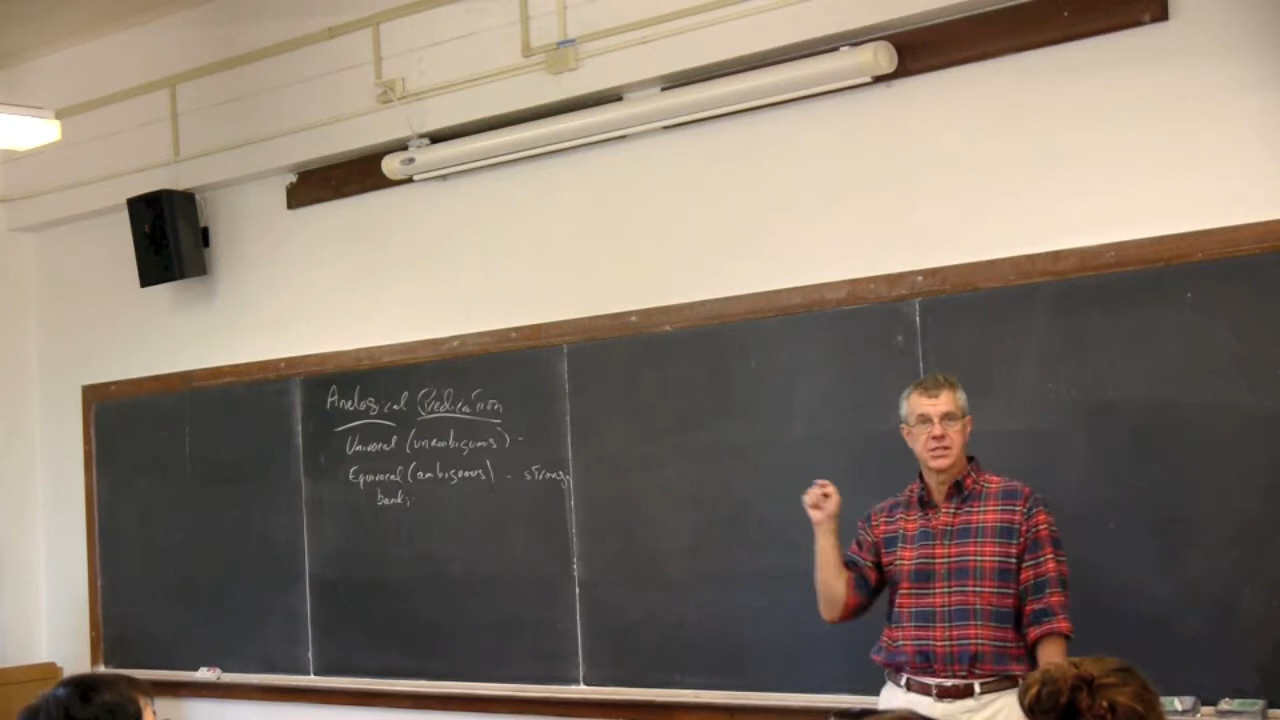 Analogical Predication
Univocal (unambiguous) -
Equivocal (ambiguous) - strong,
bank;